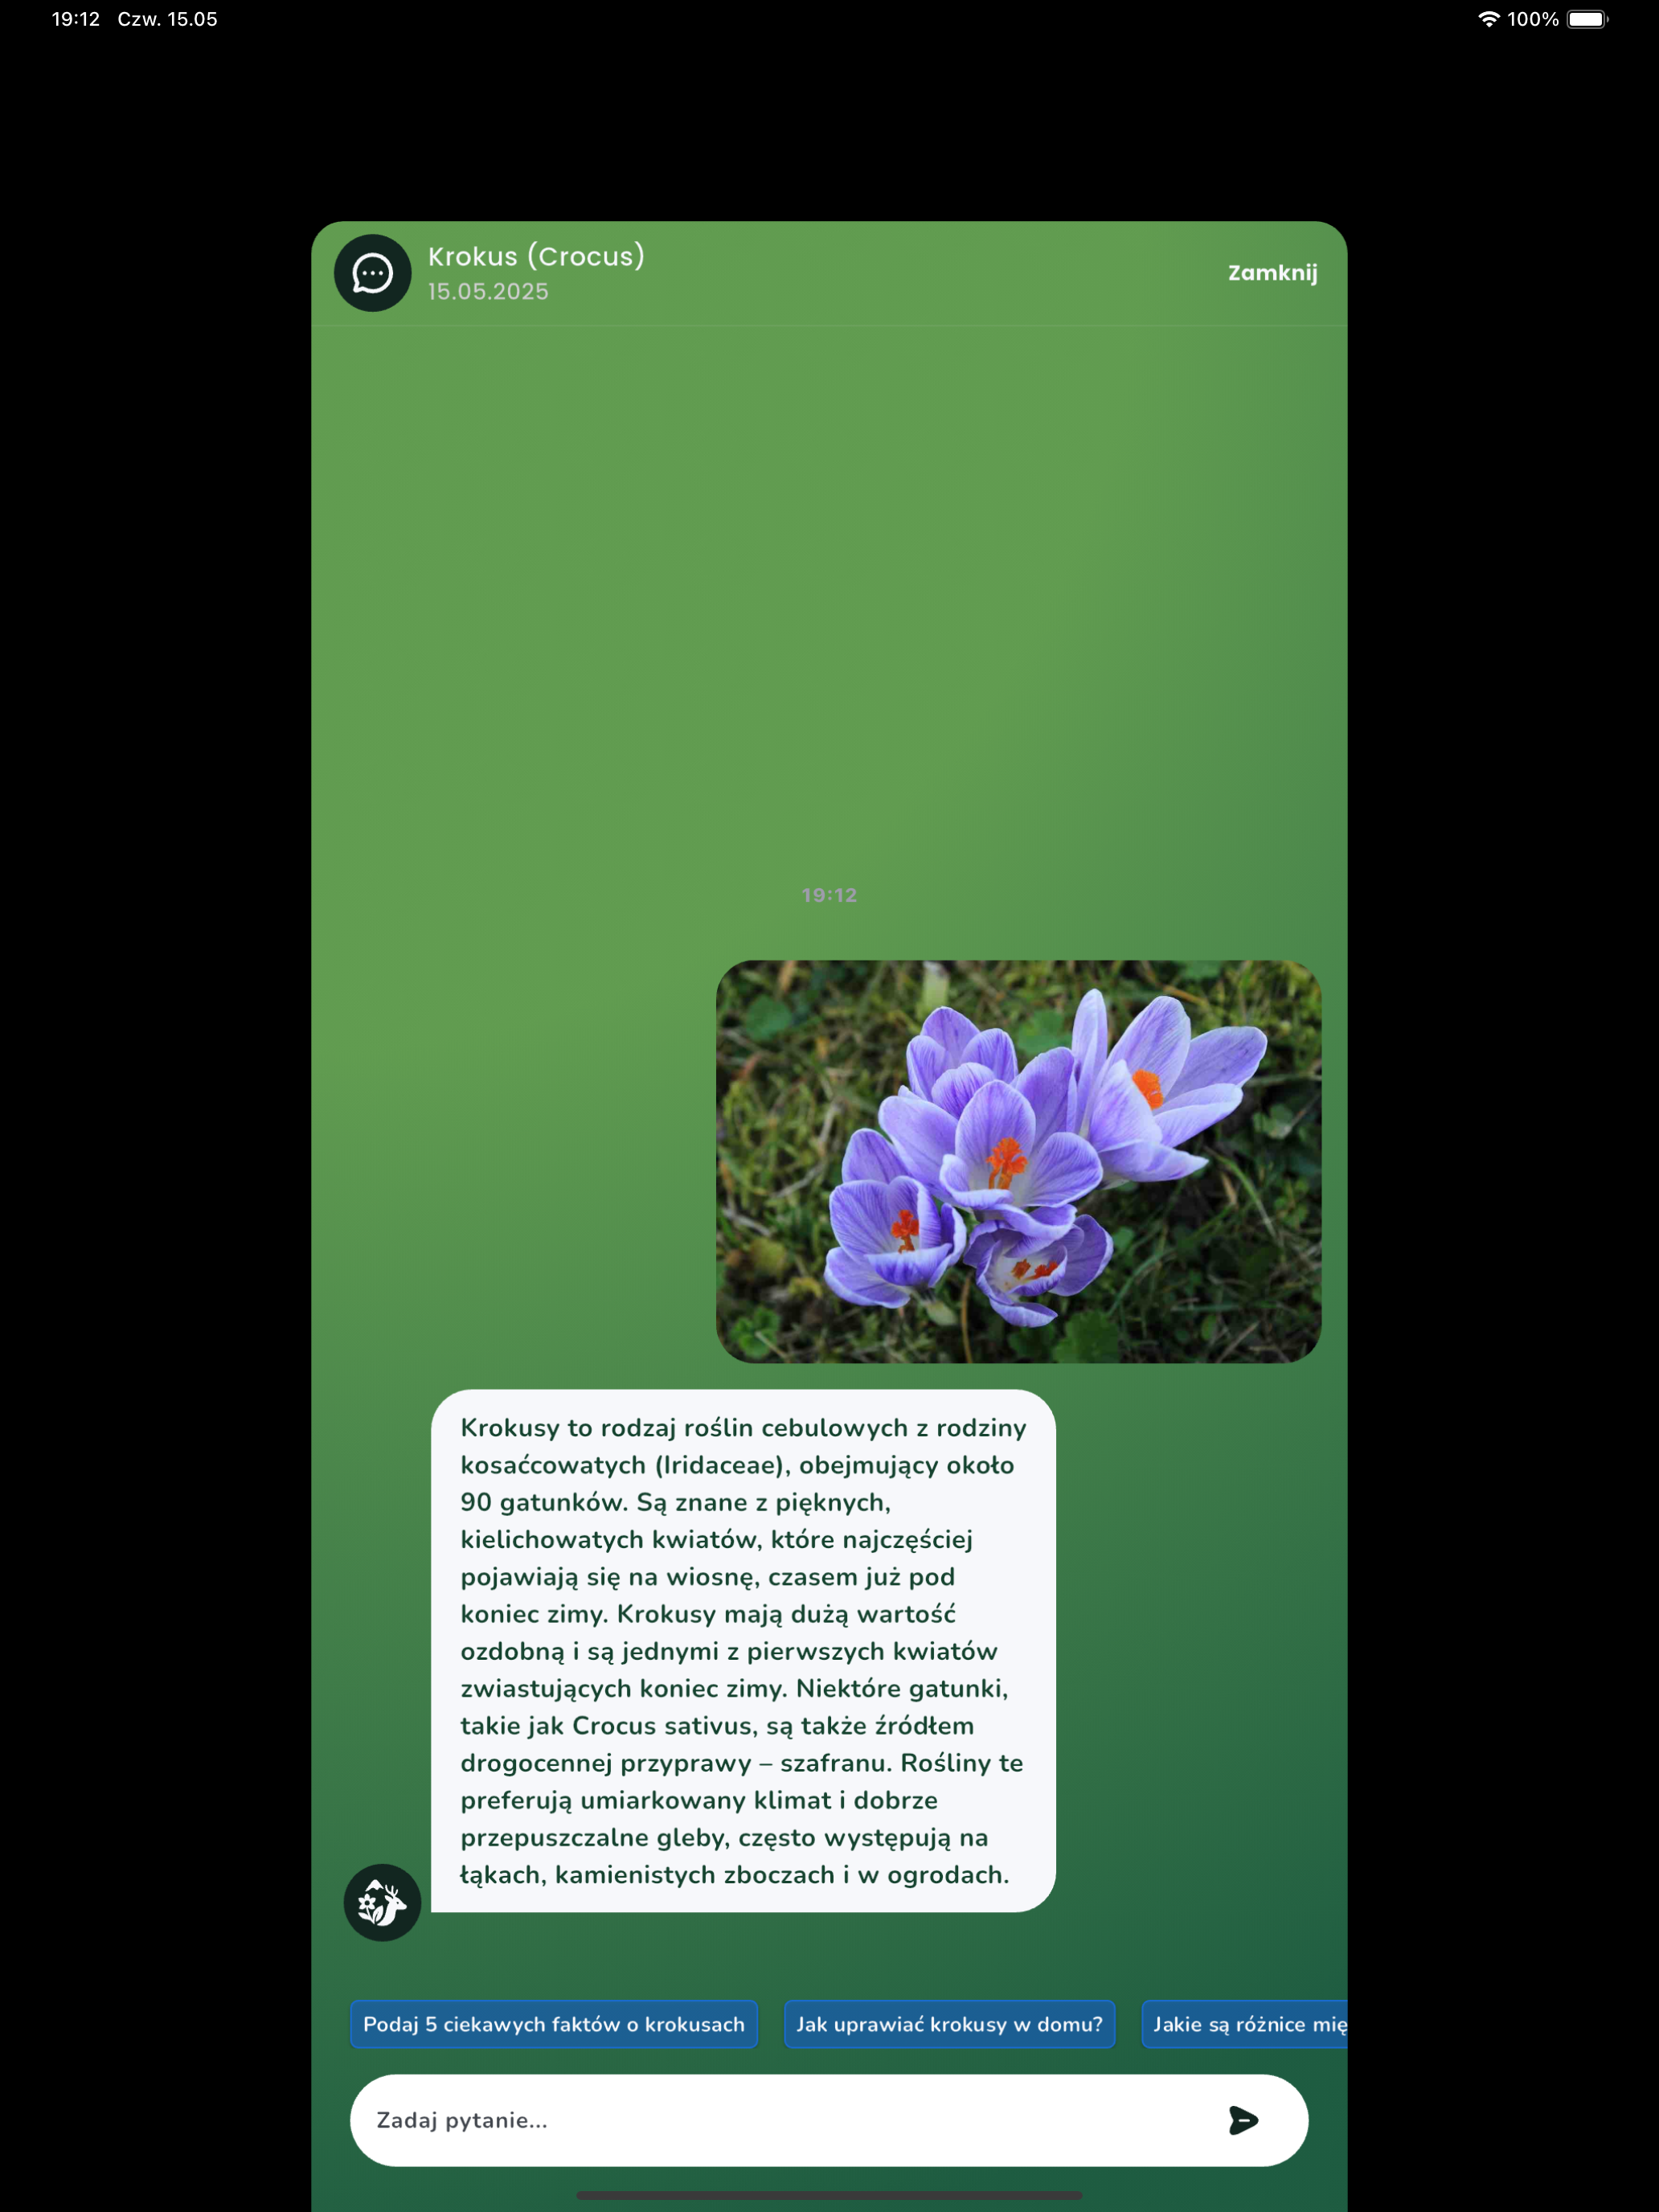 19:12 Czw. 15.05
100%
Krokus (Crocus)
15.05.2025
Zamknij
19:12
Krokusy to rodzaj roślin cebulowych z rodziny
kosaćcowatych (Iridaceae), obejmujący około
90 gatunków. Są znane z pięknych,
kielichowatych kwiatów, które najczęściej
pojawiają się na wiosnę, czasem już pod
koniec zimy. Krokusy mają dużą wartość
ozdobną i są jednymi z pierwszych kwiatów
zwiastujących koniec zimy. Niektóre gatunki,
takie jak Crocus sativus, są także źródłem
drogocennej przyprawy – szafranu. Rośliny te
preferują umiarkowany klimat i dobrze
przepuszczalne gleby, często występują na
łąkach, kamienistych zboczach i w ogrodach.
Podaj 5 ciekawych faktów o krokusach
Jak uprawiać krokusy w domu?
Jakie są różnice mię
Zadaj pytanie...